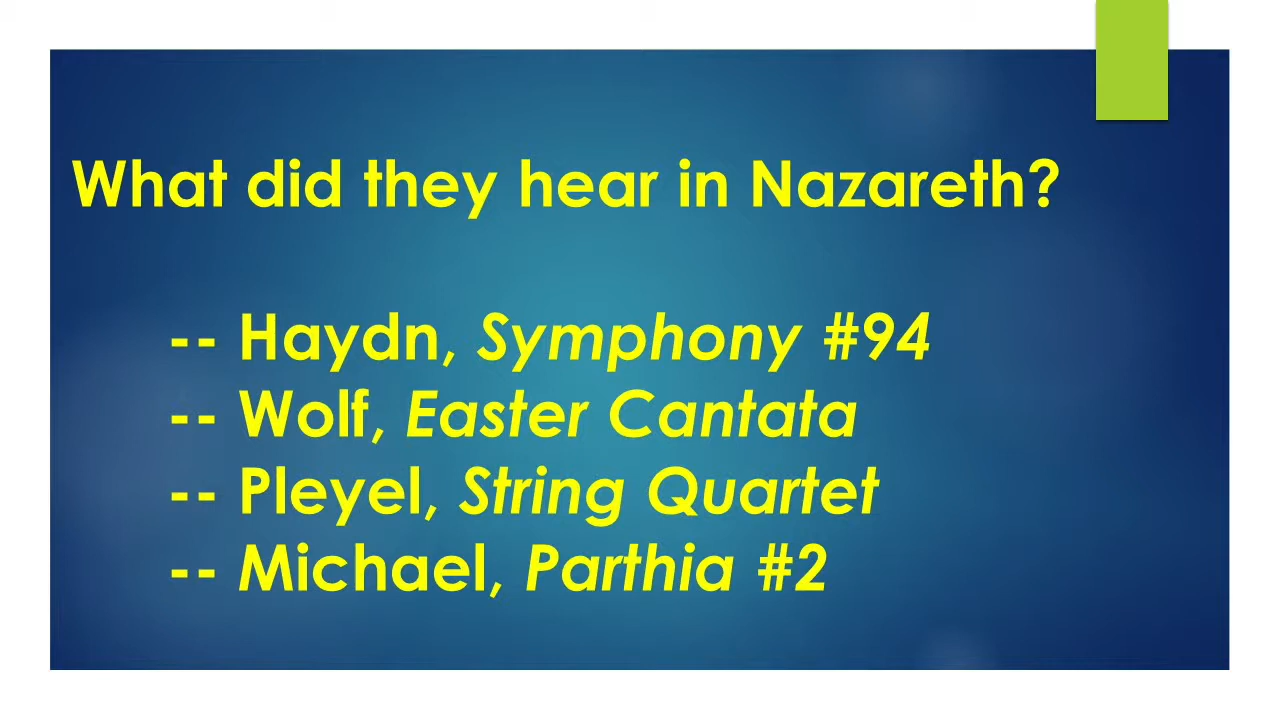 What did they hear in Nazareth?
-- Haydn, Symphony #94
-- Wolf, Easter Cantata
-- Pleyel, String Quartet
-- Michael, Parthia #2